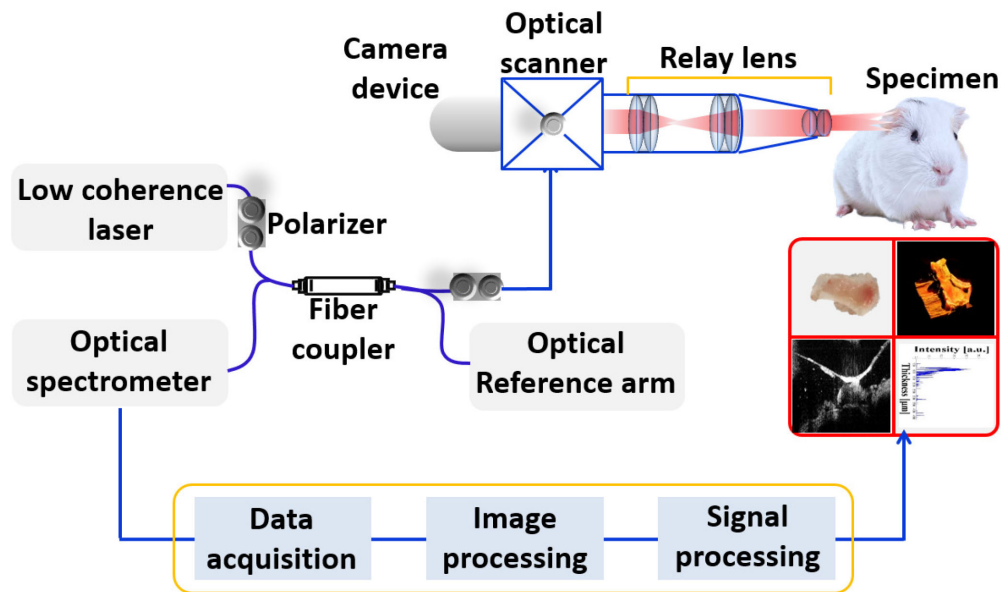 Camera
device
Optical
scanner
Relay lens
Specimen
Low coherence
laser
Polarizer
Fiber
coupler
Optical
spectrometer
Optical
Reference arm
Intensity [a.u.]
Thickness [μm]
Data
acquisition
Image
processing
Signal
processing